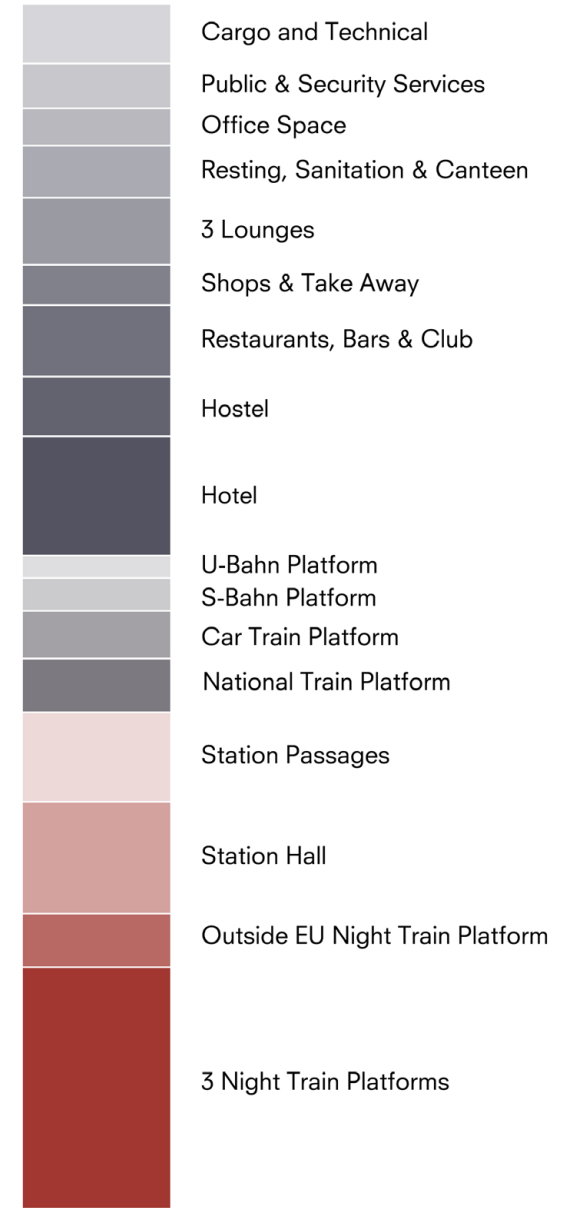 Cargo and Technical
Public & Security Services
Office Space
Resting, Sanitation & Canteen
3 Lounges
Shops & Take Away
Restaurants, Bars & Club
Hostel
Hotel
U-Bahn Platform
S-Bahn Platform
Car Train Platform
National Train Platform
Station Passages
Station Hall
Outside EU Night Train Platform
3 Night Train Platforms